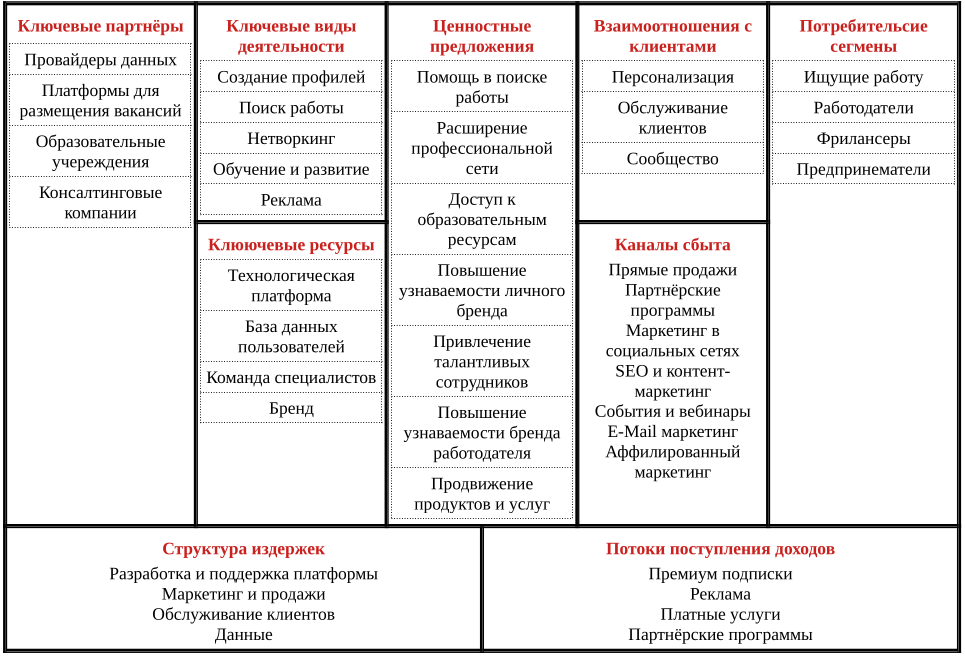 Ключевые партнёры
Провайдеры данных
Платформы для
размещения вакансий
Образовательные
учереждения
Консалтинговые
компании
Ключевые виды
деятельности
Создание профилей
Поиск работы
Нетворкинг
Обучение и развитие
Реклама
Клюючевые ресурсы
Технологическая
платформа
База данных
пользователей
Команда специалистов
Бренд
Ценностные
предложения
Помощь в поиске
работы
Расширение
профессиональной
сети
Доступ к
образовательным
ресурсам
Повышение
узнаваемости личного
бренда
Привлечение
талантливых
сотрудников
Повышение
узнаваемости бренда
работодателя
Продвижение
продуктов и услуг
Взаимоотношения с
клиентами
Персонализация
Обслуживание
клиентов
Сообщество
Каналы сбыта
Прямые продажи
Партнёрские
программы
Маркетинг в
социальных сетях
SEO и контент-
маркетинг
События и вебинары
E-Mail маркетинг
Аффилированный
маркетинг
Потребительсие
сегмены
Ищущие работу
Работодатели
Фрилансеры
Предпринематели
Структура издержек
Разработка и поддержка платформы
Маркетинг и продажи
Обслуживание клиентов
Данные
Потоки поступления доходов
Премиум подписки
Реклама
Платные услуги
Партнёрские программы